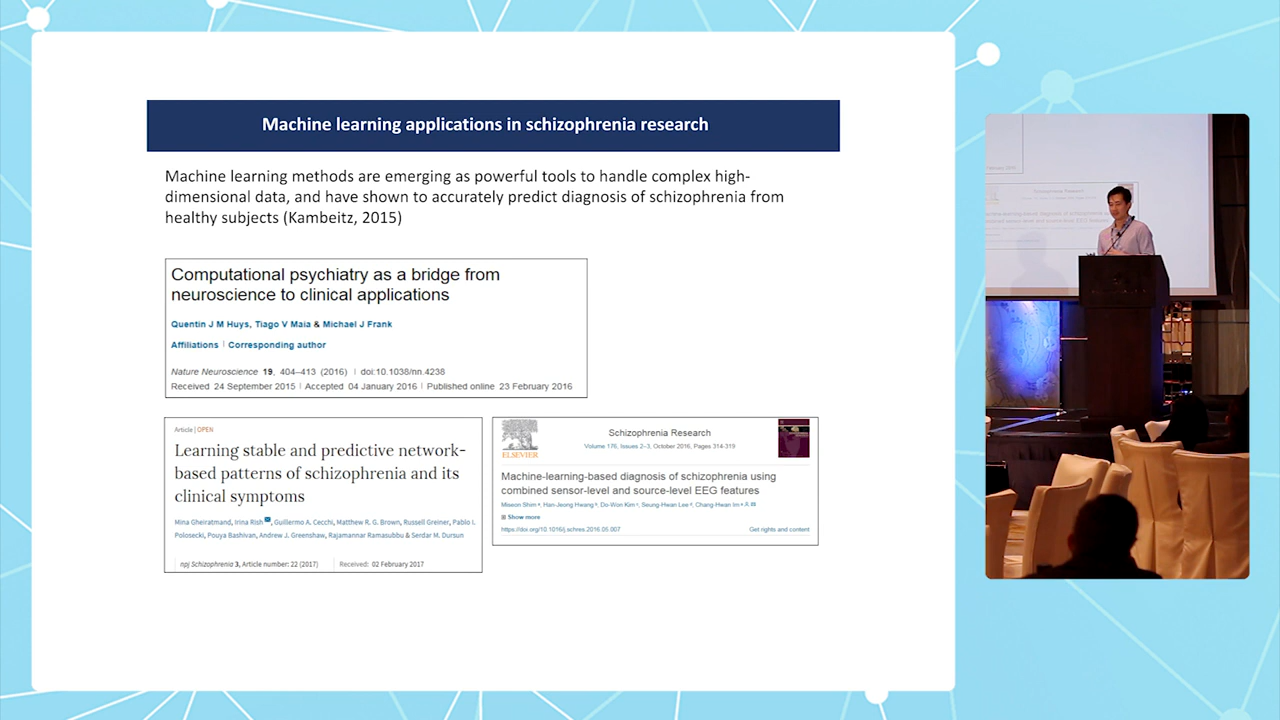 Machine learning applications in schizophrenia research
Machine learning methods are emerging as powerful tools to handle complex high-
dimensional data, and have shown to accurately predict diagnosis of schizophrenia from
healthy subjects (Kambeitz, 2015)
Computational psychiatry as a bridge from
neuroscience to clinical applications
Quentin J M Huys, Tiago V Maia & Michael J Frank
Affiliations | Corresponding author
Nature Neuroscience 19, 404–413 (2016) | doi:10.1038/nn.4238
Received 24 September 2015 | Accepted 04 January 2016 | Published online 23 February 2016
Article | OPEN
Learning stable and predictive network-
based patterns of schizophrenia and its
clinical symptoms
Mina Gheiratmand, Irina Rish, Guillermo A. Cecchi, Matthew R. G. Brown, Russell Greiner, Pablo I.
Polosecki, Pouya Bashivan, Andrew J. Greenshaw, Rajamannar Ramasubbu & Serdar M. Dursun
npj Schizophrenia 3, Article number: 22 (2017) | Received: 02 February 2017
ELSEVIER
Schizophrenia Research
Volume 176, Issues 2–3, October 2016, Pages 314-319
Machine-learning-based diagnosis of schizophrenia using
combined sensor-level and source-level EEG features
Miseon Shim, Han-Jeong Hwang, Do-Won Kim, Seung-Hwan Lee, Chang-Hwan Im
Show more
https://doi.org/10.1016/j.schres.2016.05.007
Get rights and content